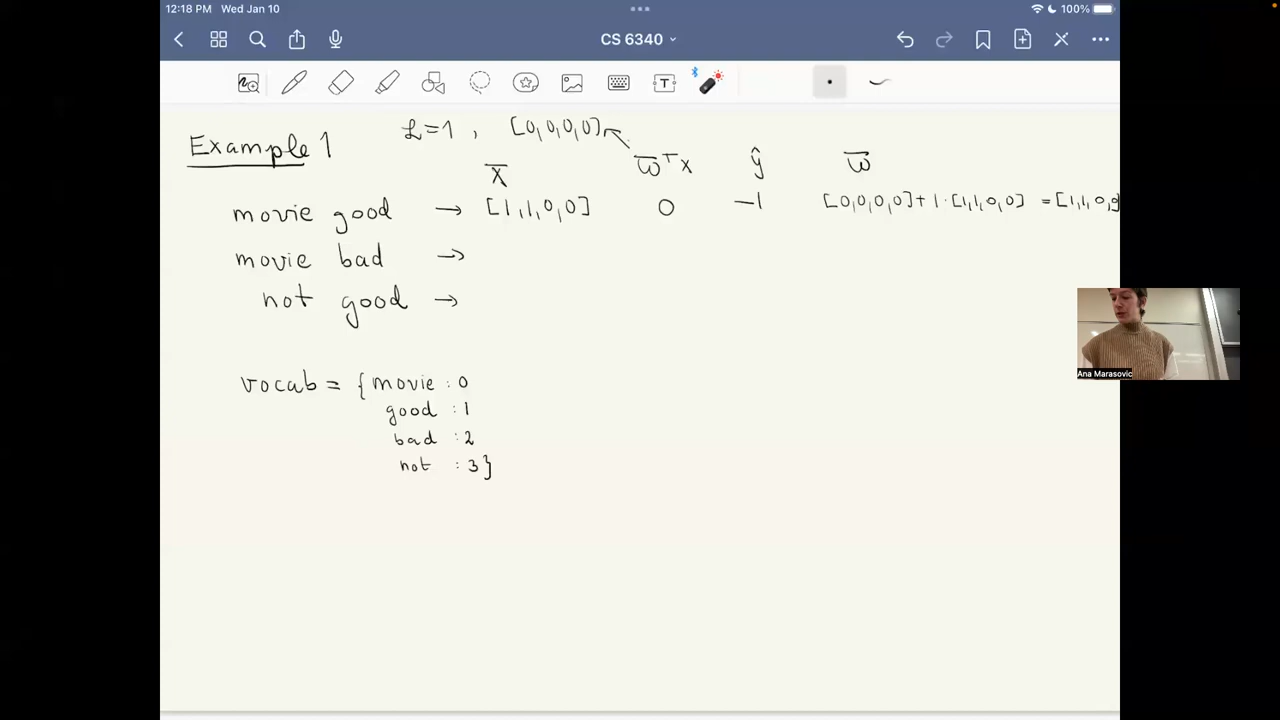 12:18 PM Wed Jan 10
100%
CS 6340
T
Example 1
α=1 , [0,0,0,0]
x̄ w̄ᵀx ŷ w̄
movie good → [1,1,0,0] 0 −1 [0,0,0,0]+1·[1,1,0,0] =[1,1,0,0]
movie bad →
not good →
vocab = {movie : 0
good : 1
bad : 2
not : 3}
Ana Marasovic